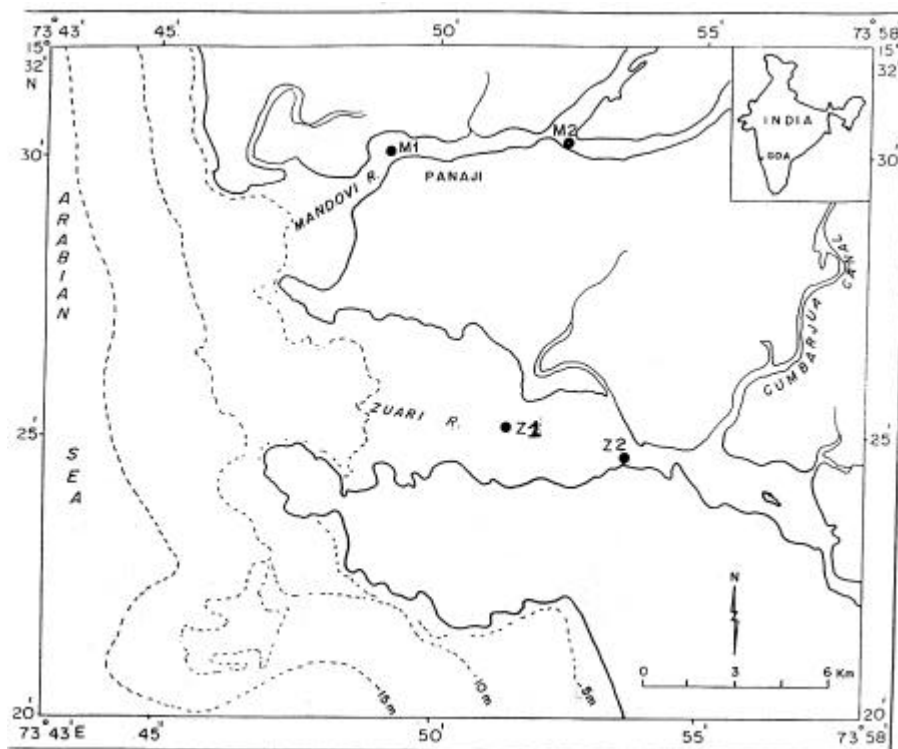 73° 43' 45' 50' 55' 73° 58'
15° 32' N
15° 32'
INDIA
GOA
M1
M2
30'
30'
PANAJI
MANDOVI R.
ARABIAN SEA
CUMBARJUA CANAL
ZUARI R.
Z1
25'
25'
Z2
N
0 3 6 Km
15m
10m
5m
20'
20'
73° 43' E 45' 50' 55' 73° 58'